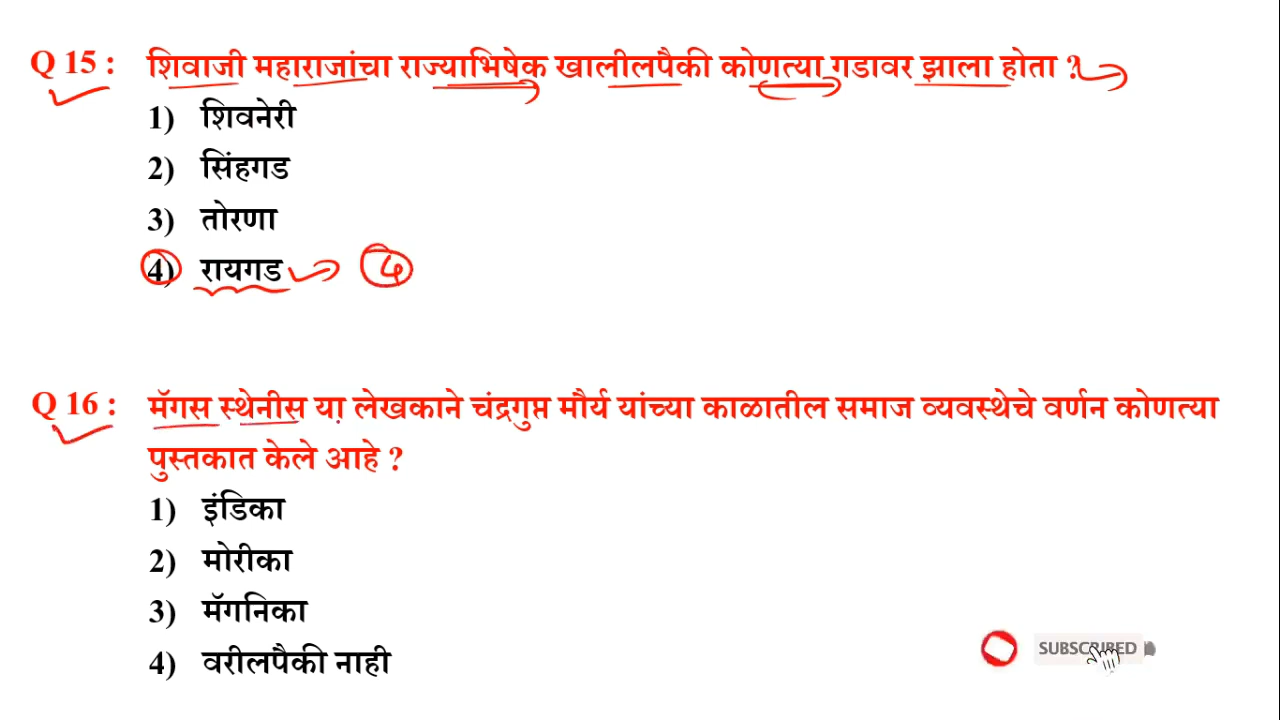 Q 15 : शिवाजी महाराजांचा राज्याभिषेक खालीलपैकी कोणत्या गडावर झाला होता ?
1) शिवनेरी
2) सिंहगड
3) तोरणा
4) रायगड ४
Q 16 : मॅगस स्थेनीस या लेखकाने चंद्रगुप्त मौर्य यांच्या काळातील समाज व्यवस्थेचे वर्णन कोणत्या
पुस्तकात केले आहे ?
1) इंडिका
2) मोरीका
3) मॅगनिका
4) वरीलपैकी नाही
SUBSCRIBED